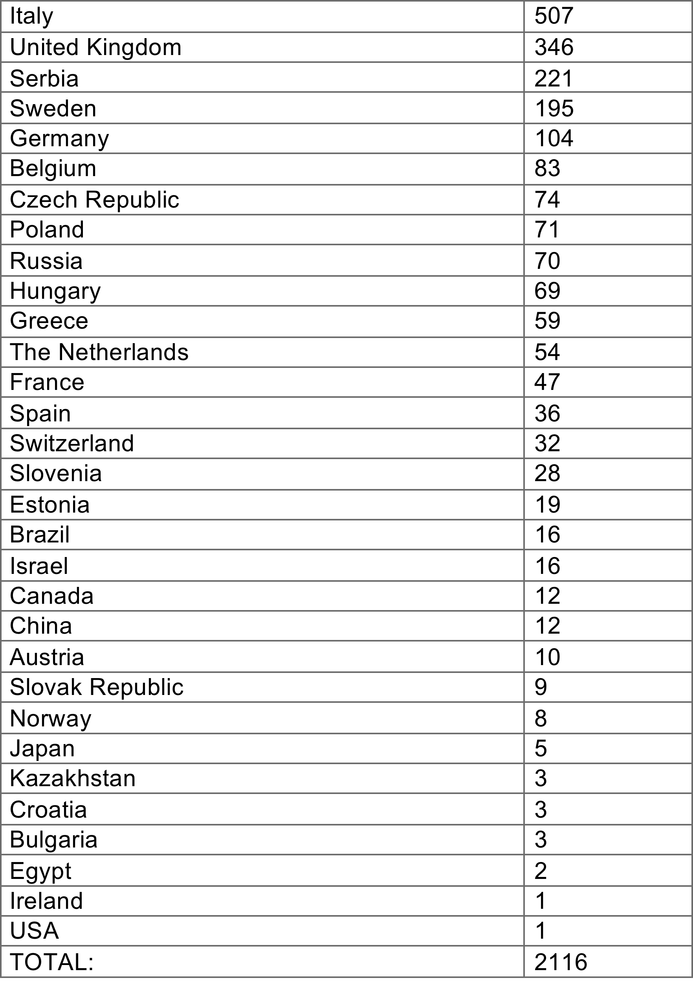 Italy 507
United Kingdom 346
Serbia 221
Sweden 195
Germany 104
Belgium 83
Czech Republic 74
Poland 71
Russia 70
Hungary 69
Greece 59
The Netherlands 54
France 47
Spain 36
Switzerland 32
Slovenia 28
Estonia 19
Brazil 16
Israel 16
Canada 12
China 12
Austria 10
Slovak Republic 9
Norway 8
Japan 5
Kazakhstan 3
Croatia 3
Bulgaria 3
Egypt 2
Ireland 1
USA 1
TOTAL: 2116